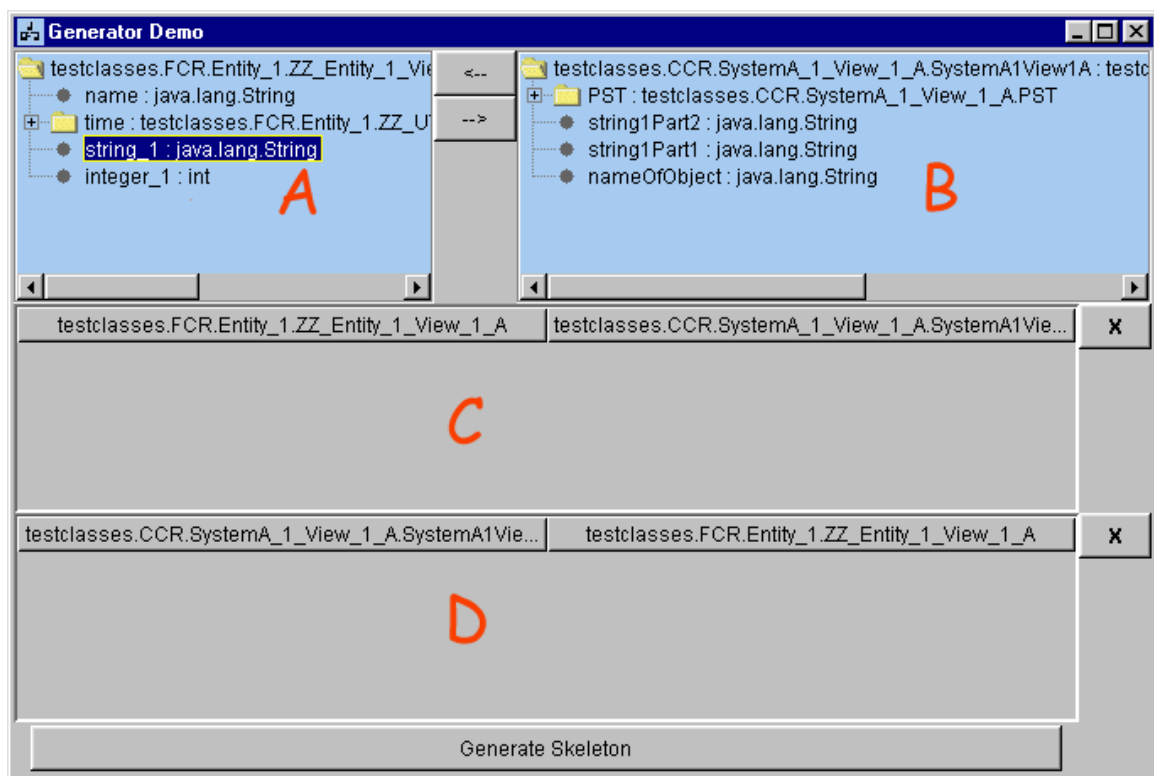 Generator Demo
testclasses.FCR.Entity_1.ZZ_Entity_1_Vie
name : java.lang.String
time : testclasses.FCR.Entity_1.ZZ_U
string_1 : java.lang.String
integer_1 : int
A
<--
-->
testclasses.CCR.SystemA_1_View_1_A.SystemA1View1A : testc
PST : testclasses.CCR.SystemA_1_View_1_A.PST
string1Part2 : java.lang.String
string1Part1 : java.lang.String
nameOfObject : java.lang.String
B
testclasses.FCR.Entity_1.ZZ_Entity_1_View_1_A
testclasses.CCR.SystemA_1_View_1_A.SystemA1Vie...
X
C
testclasses.CCR.SystemA_1_View_1_A.SystemA1Vie...
testclasses.FCR.Entity_1.ZZ_Entity_1_View_1_A
X
D
Generate Skeleton